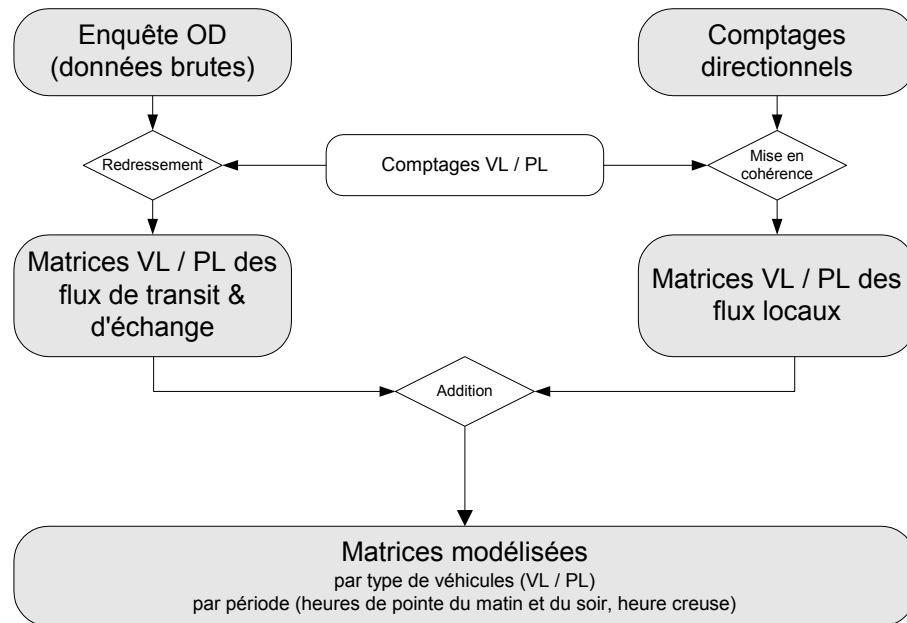 Enquête OD
(données brutes)
Comptages
directionnels
Redressement
Comptages VL / PL
Mise en
cohérence
Matrices VL / PL des
flux de transit &
d'échange
Matrices VL / PL des
flux locaux
Addition
Matrices modélisées
par type de véhicules (VL / PL)
par période (heures de pointe du matin et du soir, heure creuse)